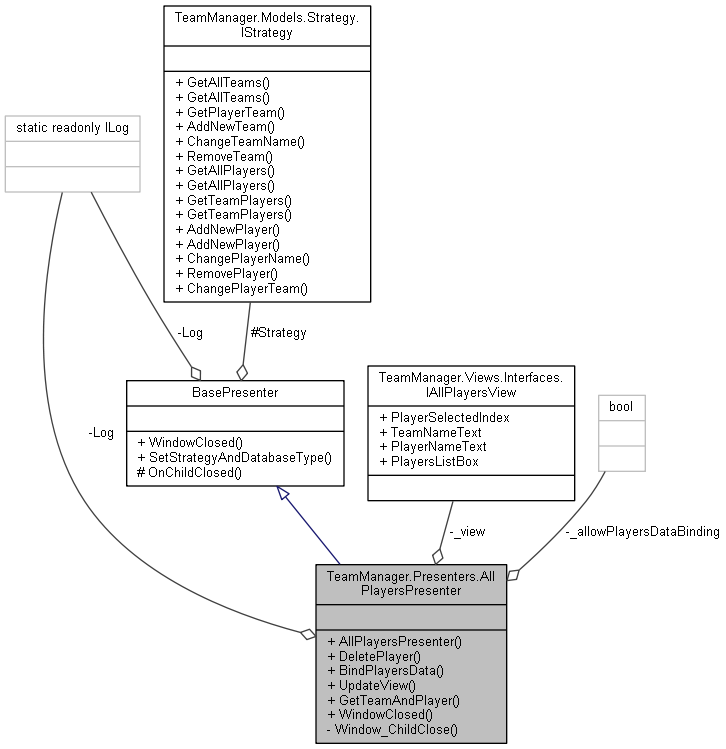 TeamManager.Models.Strategy.
IStrategy
+ GetAllTeams()
+ GetAllTeams()
+ GetPlayerTeam()
+ AddNewTeam()
+ ChangeTeamName()
+ RemoveTeam()
+ GetAllPlayers()
+ GetAllPlayers()
+ GetTeamPlayers()
+ GetTeamPlayers()
+ AddNewPlayer()
+ AddNewPlayer()
+ ChangePlayerName()
+ RemovePlayer()
+ ChangePlayerTeam()
static readonly ILog
-Log
#Strategy
BasePresenter
+ WindowClosed()
+ SetStrategyAndDatabaseType()
# OnChildClosed()
TeamManager.Views.Interfaces.
IAllPlayersView
+ PlayerSelectedIndex
+ TeamNameText
+ PlayerNameText
+ PlayersListBox
bool
-Log
-_view
-_allowPlayersDataBinding
TeamManager.Presenters.All
PlayersPresenter
+ AllPlayersPresenter()
+ DeletePlayer()
+ BindPlayersData()
+ UpdateView()
+ GetTeamAndPlayer()
+ WindowClosed()
- Window_ChildClose()